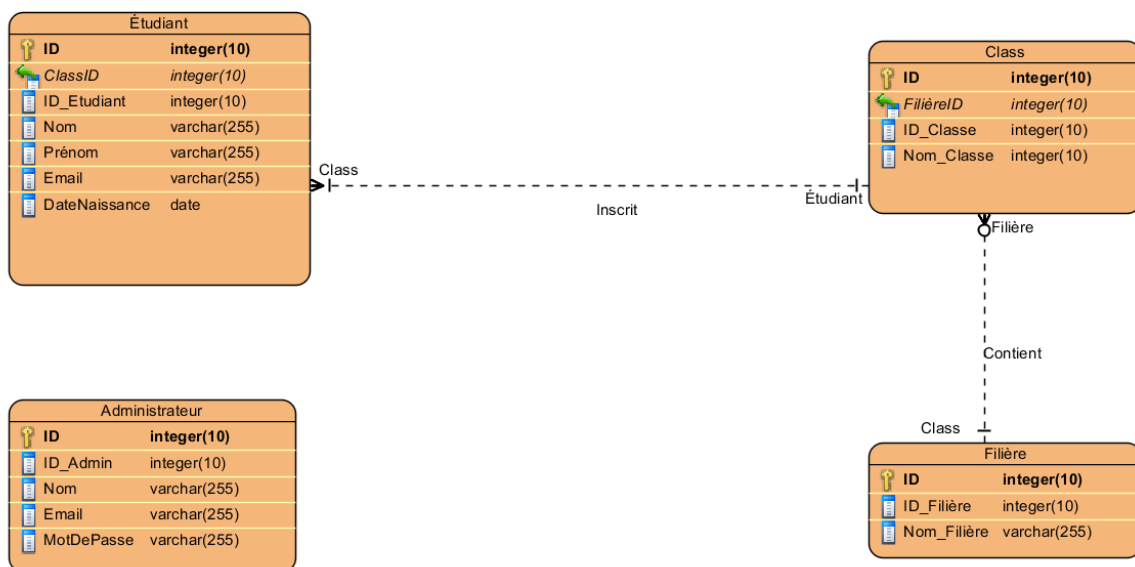 Étudiant
ID integer(10)
ClassID integer(10)
ID_Etudiant integer(10)
Nom varchar(255)
Prénom varchar(255)
Email varchar(255)
DateNaissance date
Class
Inscrit
Étudiant
Class
ID integer(10)
FilièreID integer(10)
ID_Classe integer(10)
Nom_Classe integer(10)
Filière
Contient
Class
Administrateur
ID integer(10)
ID_Admin integer(10)
Nom varchar(255)
Email varchar(255)
MotDePasse varchar(255)
Filière
ID integer(10)
ID_Filière integer(10)
Nom_Filière varchar(255)